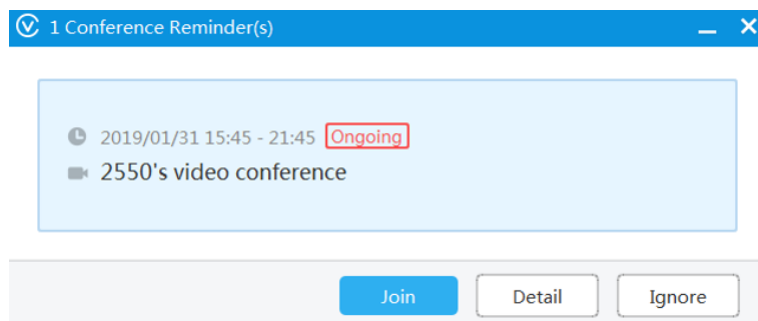 1 Conference Reminder(s)
2019/01/31 15:45 - 21:45 Ongoing
2550's video conference
Join Detail Ignore